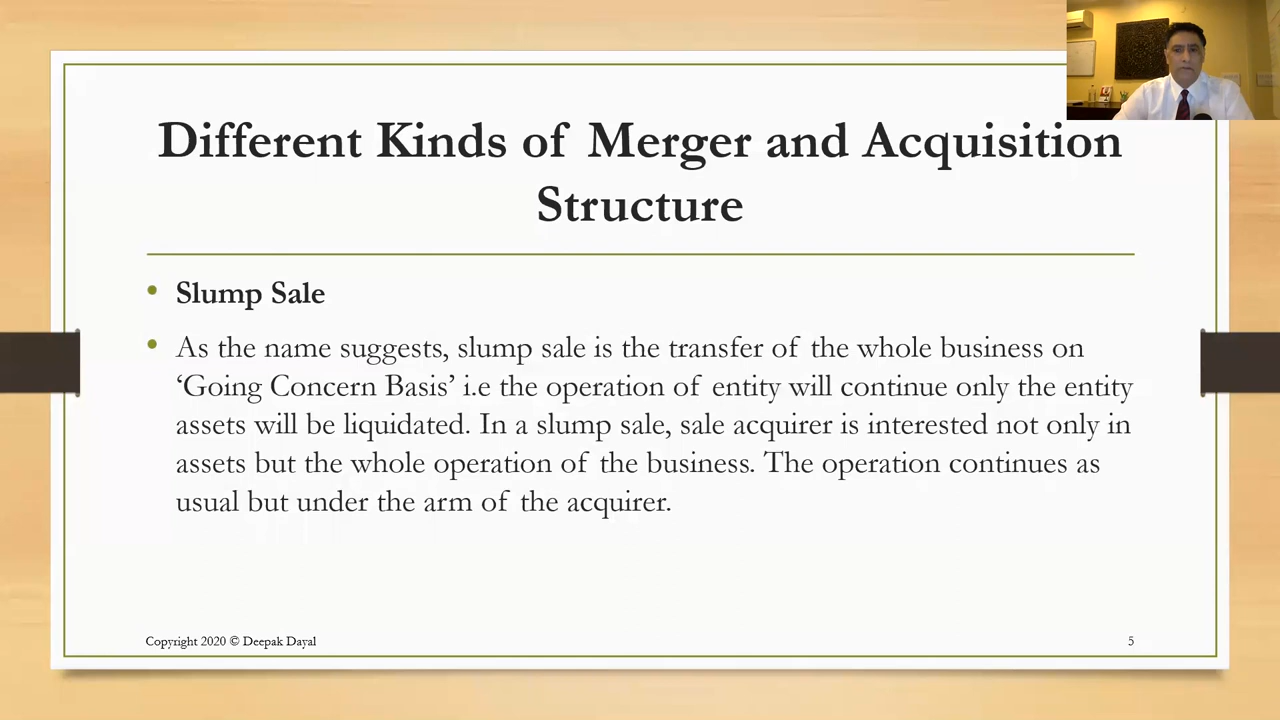 Different Kinds of Merger and Acquisition
Structure
• Slump Sale
• As the name suggests, slump sale is the transfer of the whole business on
‘Going Concern Basis’ i.e the operation of entity will continue only the entity
assets will be liquidated. In a slump sale, sale acquirer is interested not only in
assets but the whole operation of the business. The operation continues as
usual but under the arm of the acquirer.
Copyright 2020 © Deepak Dayal
5